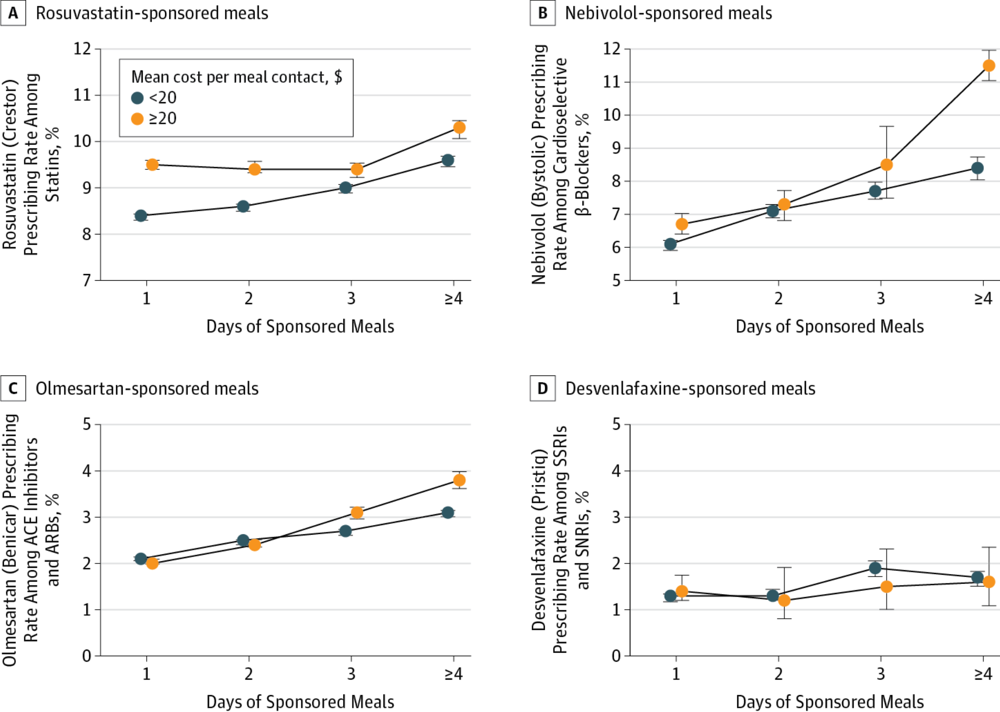 A Rosuvastatin-sponsored meals
Rosuvastatin (Crestor)
Prescribing Rate Among
Statins, %
12
11
10
9
8
7
Mean cost per meal contact, $
<20
≥20
1 2 3 ≥4
Days of Sponsored Meals
B Nebivolol-sponsored meals
Nebivolol (Bystolic) Prescribing
Rate Among Cardioselective
β-Blockers, %
12
11
10
9
8
7
6
5
1 2 3 ≥4
Days of Sponsored Meals
C Olmesartan-sponsored meals
Olmesartan (Benicar) Prescribing
Rate Among ACE Inhibitors
and ARBs, %
5
4
3
2
1
0
1 2 3 ≥4
Days of Sponsored Meals
D Desvenlafaxine-sponsored meals
Desvenlafaxine (Pristiq)
Prescribing Rate Among SSRIs
and SNRIs, %
5
4
3
2
1
0
1 2 3 ≥4
Days of Sponsored Meals